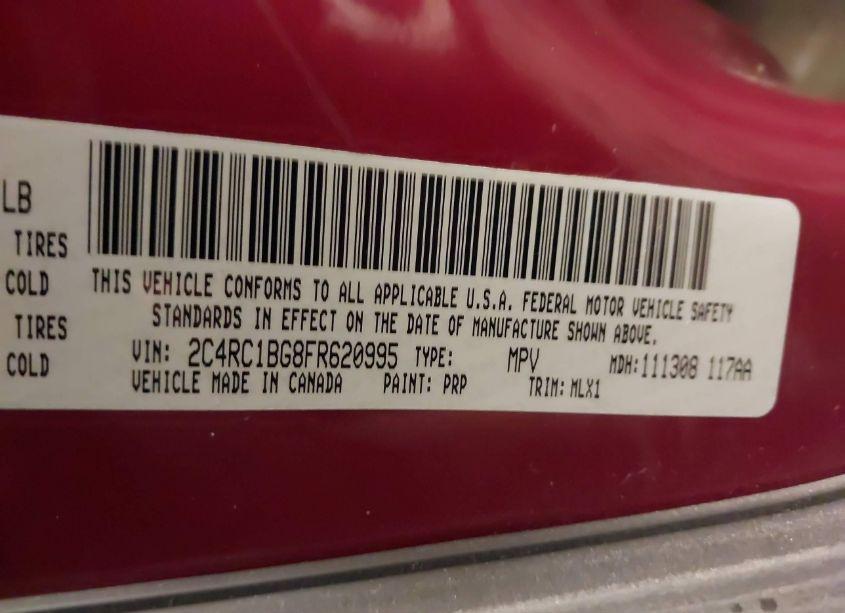 LB
TIRES
COLD
TIRES
COLD
THIS VEHICLE CONFORMS TO ALL APPLICABLE U.S.A. FEDERAL MOTOR VEHICLE SAFETY
STANDARDS IN EFFECT ON THE DATE OF MANUFACTURE SHOWN ABOVE.
VIN: 2C4RC1BG8FR620995 TYPE: MPV MDH:111308 117AA
VEHICLE MADE IN CANADA PAINT: PRP TRIM: MLX1